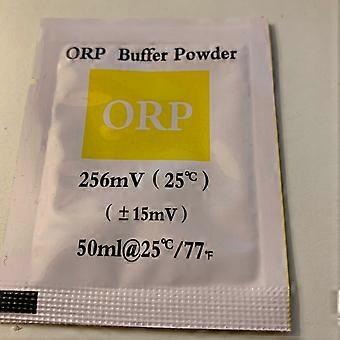 ORP Buffer Powder
ORP
256mV ( 25℃ )
( ±15mV )
50ml@25℃/77℉